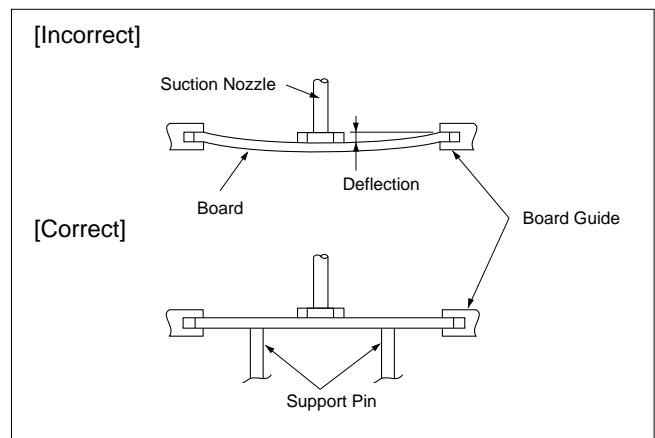 [Incorrect]
Suction Nozzle
Deflection
Board
Board Guide
[Correct]
Support Pin